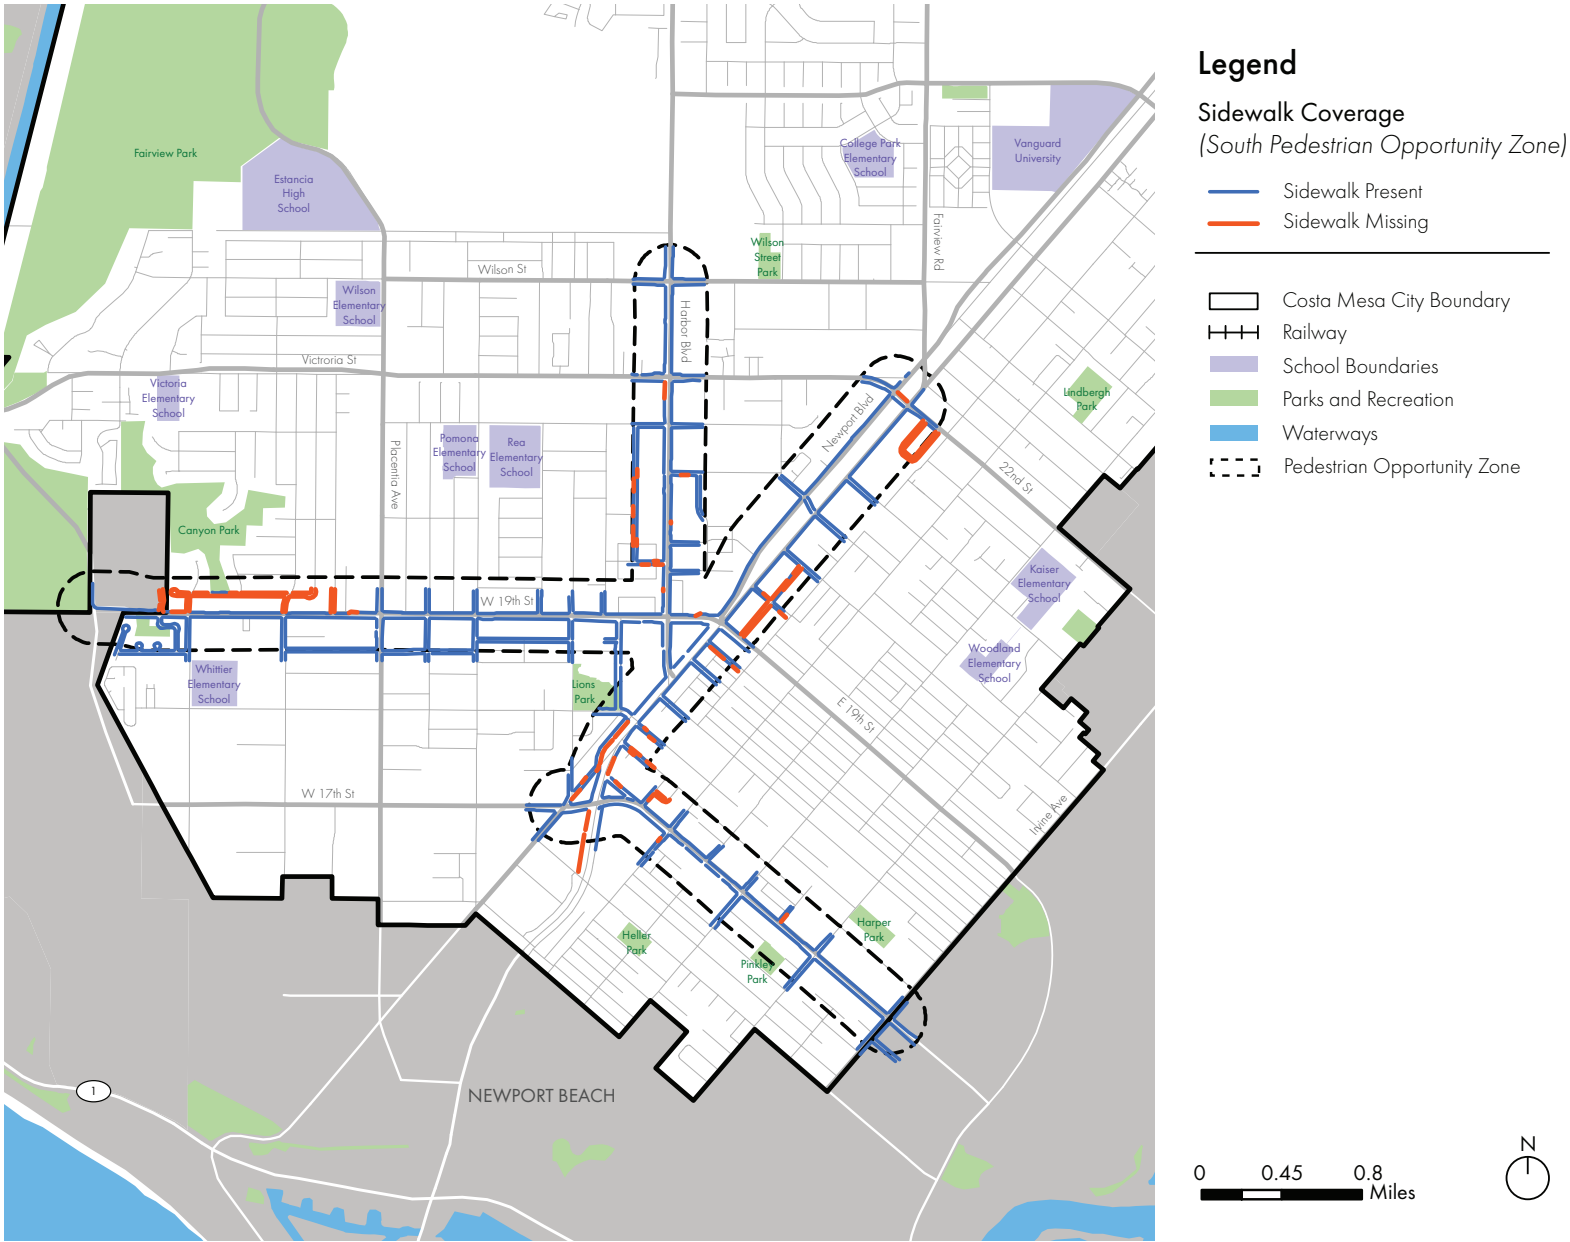 Legend
Sidewalk Coverage
(South Pedestrian Opportunity Zone)
Sidewalk Present
Sidewalk Missing
Costa Mesa City Boundary
Railway
School Boundaries
Parks and Recreation
Waterways
Pedestrian Opportunity Zone
Fairview Park
Estancia
High
School
College Park
Elementary
School
Vanguard
University
Wilson
Street
Park
Fairview Rd
Wilson St
Wilson
Elementary
School
Harbor Blvd
Victroria St
Victoria
Elementary
School
Lindbergh
Park
Newport Blvd
Placentia Ave
Pomona
Elementary
School
Rea
Elementary
School
22nd St
Canyon Park
Kaiser
Elementary
School
W 19th St
Woodland
Elementary
School
Whittier
Elementary
School
Lions
Park
E 19th St
W 17th St
Irvine Ave
Heller
Park
Harper
Park
Pinkley
Park
1
NEWPORT BEACH
N
0 0.45 0.8
Miles